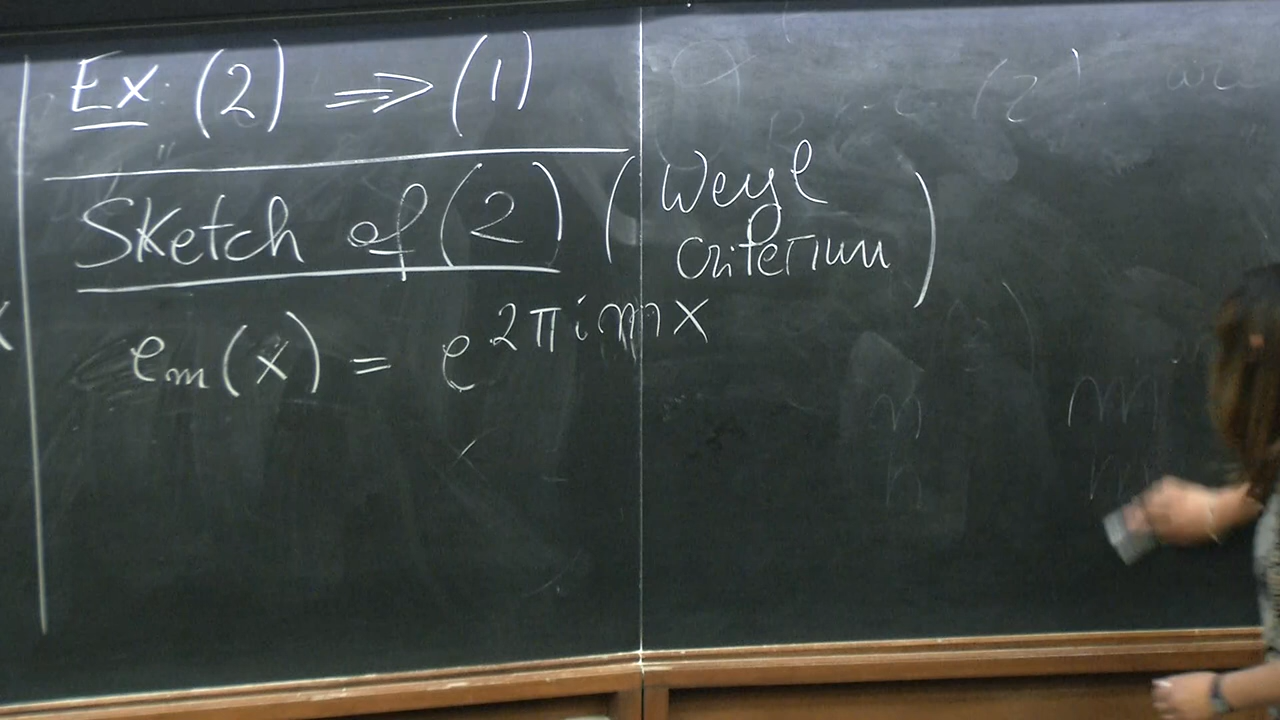 Ex: (2) ⟹ (1)
Sketch of (2) (Weyl
criterium)
e_m(x) = e^{2πimx}